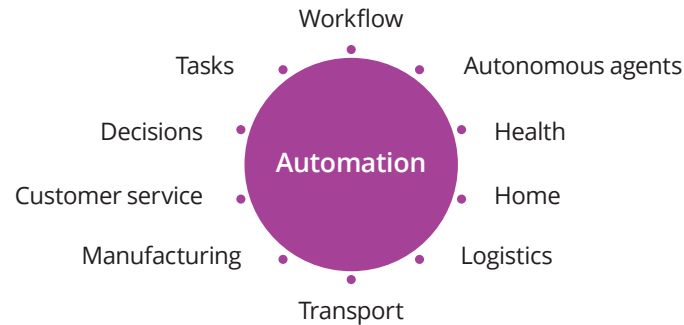 Workflow
Tasks
Autonomous agents
Decisions
Health
Automation
Customer service
Home
Manufacturing
Logistics
Transport